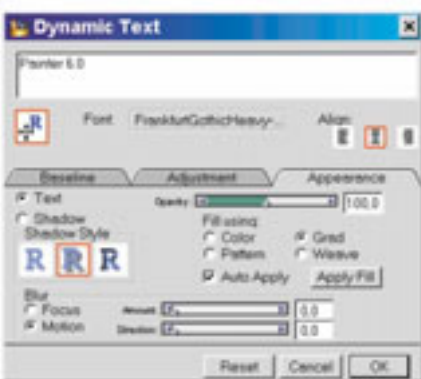 Dynamic Text
Painter 6.0
Font FrankfurtGothicHeavy-... Align
Baseline Adjustment Appearance
Text Opacity 100.0
Shadow Fill using:
Shadow Style Color Grad
Pattern Weave
R R R
Auto Apply Apply Fill
Blur
Focus Amount 0.0
Motion Direction 0.0
Reset Cancel OK